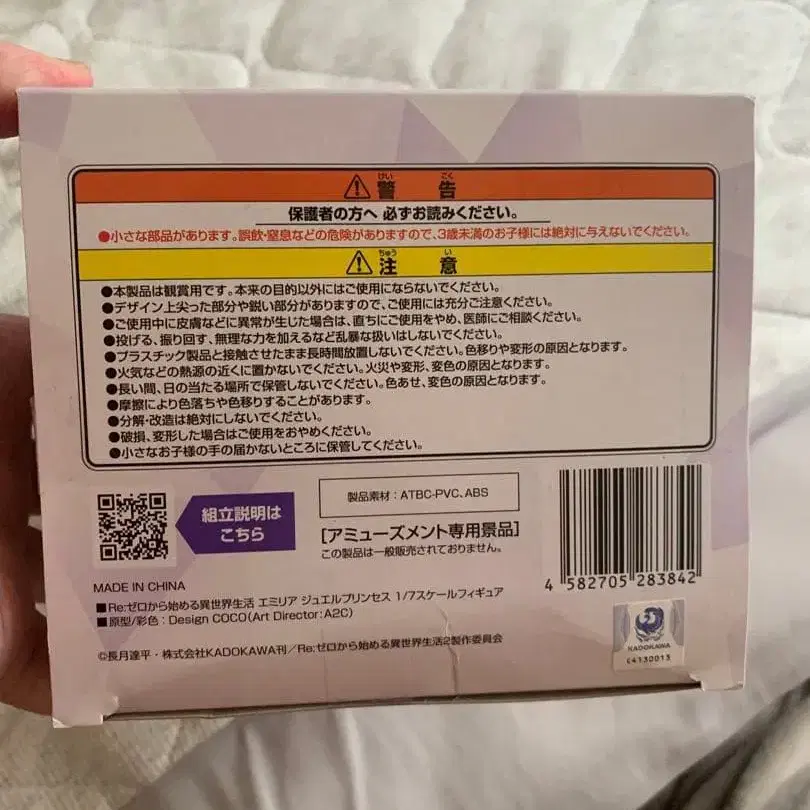 ⚠警告
保護者の方へ 必ずお読みください。
●小さな部品があります。誤飲・窒息などの危険がありますので、3歳未満のお子様には絶対に与えないでください。
⚠注意
●本製品は観賞用です。本来の目的以外にはご使用にならないでください。
●デザイン上尖った部分や鋭い部分がありますので、ご使用には充分ご注意ください。
●ご使用中に皮膚などに異常が生じた場合は、直ちにご使用をやめ、医師にご相談ください。
●投げる、振り回す、無理な力を加えるなど乱暴な扱いはしないでください。
●プラスチック製品と接触させたまま長時間放置しないでください。色移りや変形の原因となります。
●火気などの熱源の近くに置かないでください。火災や変形、変色の原因となります。
●長い間、日の当たる場所で保管しないでください。色あせ、変色の原因となります。
●摩擦により色落ちや色移りすることがあります。
●分解・改造は絶対にしないでください。
●破損、変形した場合はご使用をおやめください。
●小さなお子様の手の届かないところに保管してください。
組立説明は
こちら
製品素材：ATBC-PVC、ABS
[アミューズメント専用景品]
この製品は一般販売されておりません。
4 582705 283842
MADE IN CHINA
■Re:ゼロから始める異世界生活 エミリア ジュエルプリンセス 1/7スケールフィギュア
■原型/彩色：Design COCO(Art Director:A2C)
©長月達平・株式会社KADOKAWA刊／Re:ゼロから始める異世界生活2製作委員会
KADOKAWA
C4130013